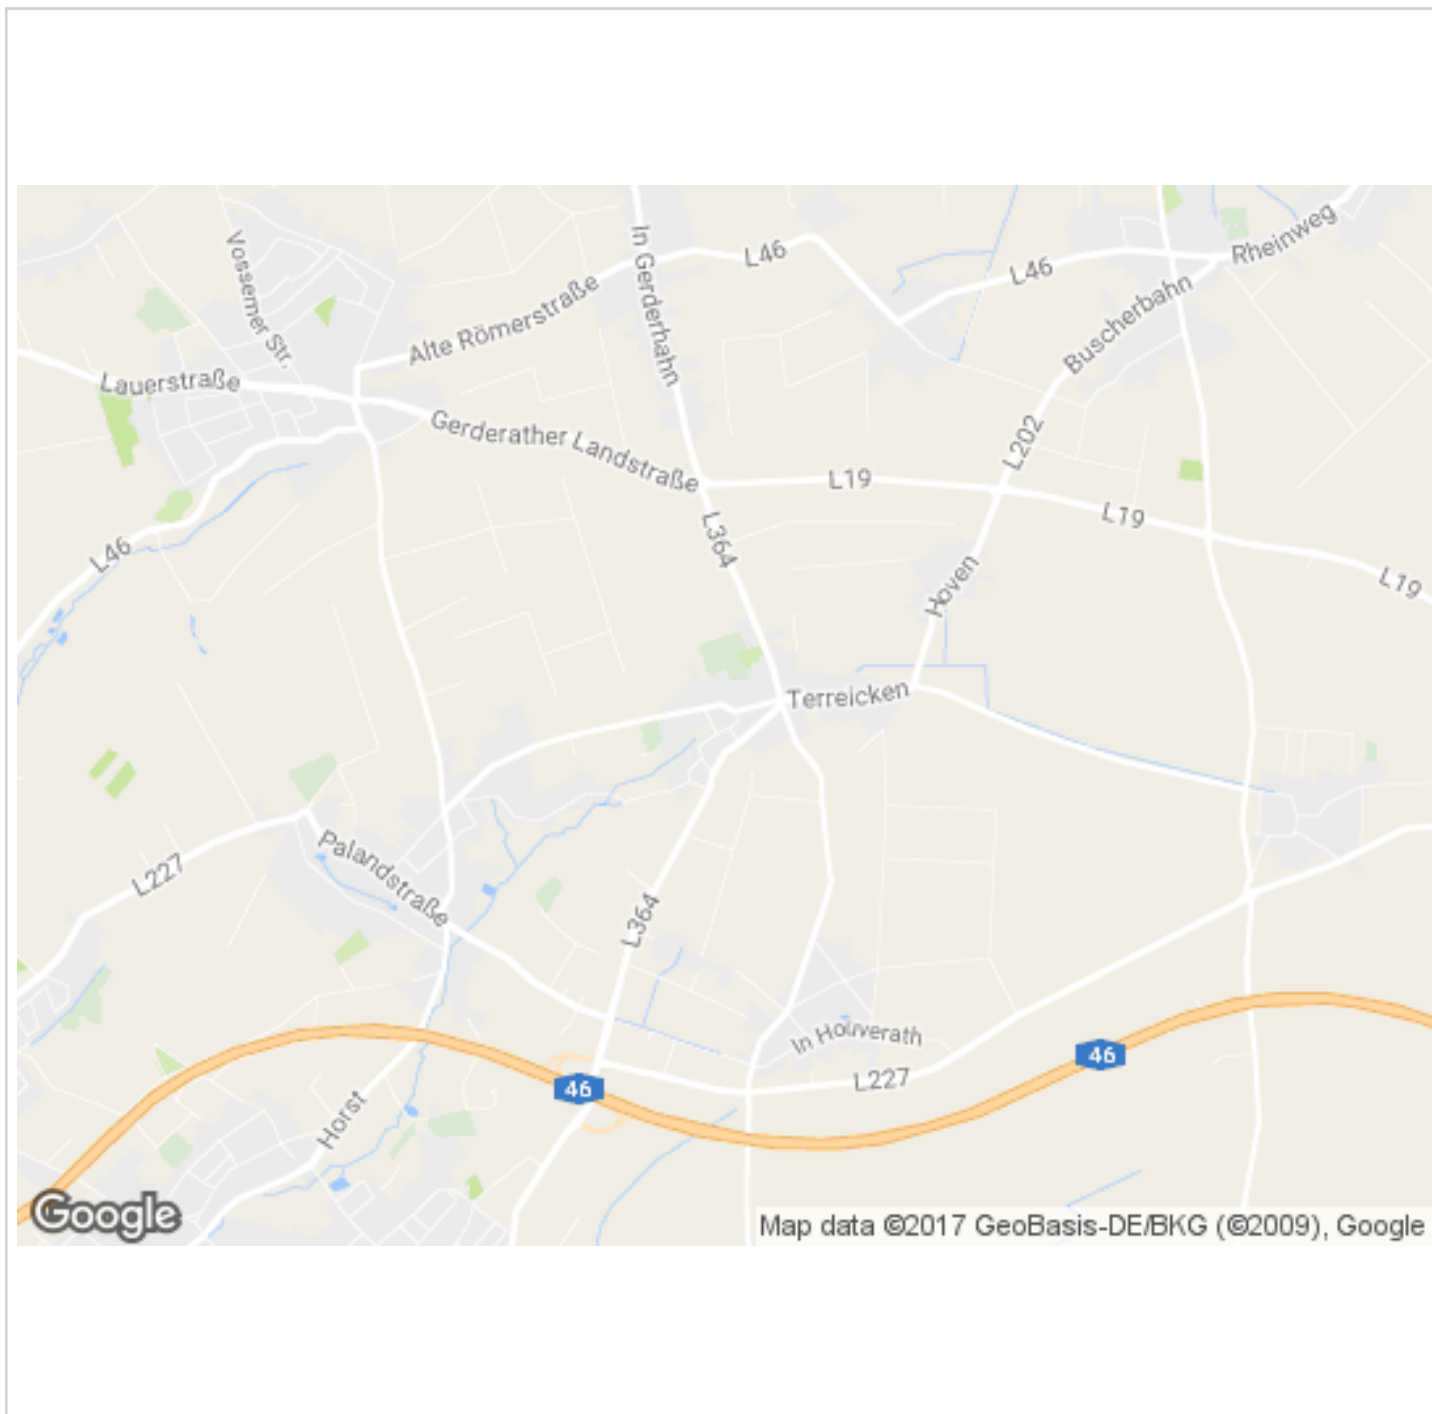 Vossemer Str.
In Gerderhahn
L46
Rheinweg
L46
Alte Römerstraße
Buscherbahn
Lauerstraße
Gerderather Landstraße
L202
L19
L19
L364
L46
L19
Hoven
Terreicken
Palandstraße
L227
L364
In Houverath
46
L227
46
Horst
Google
Map data ©2017 GeoBasis-DE/BKG (©2009), Google